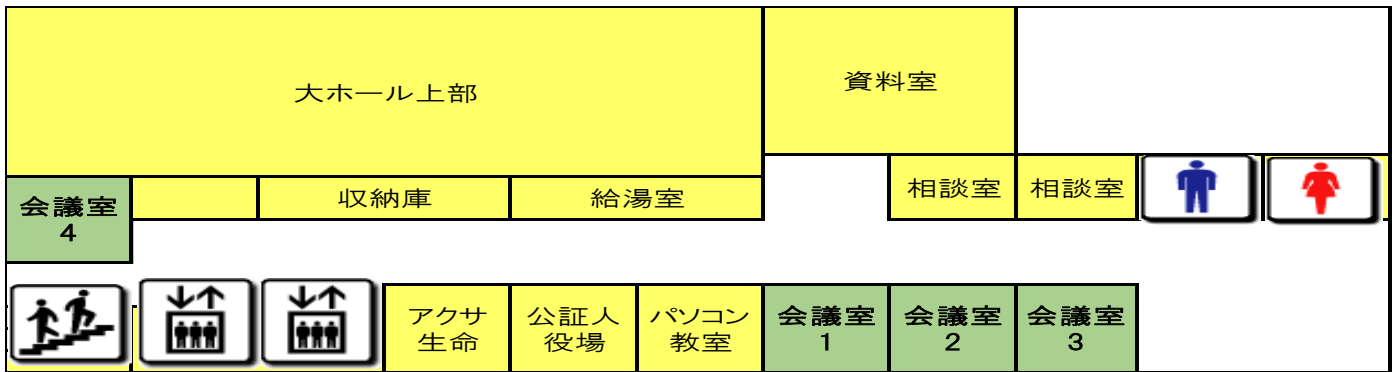 大ホール上部
資料室
会議室
4
収納庫
給湯室
相談室
相談室
アクサ
生命
公証人
役場
パソコン
教室
会議室
1
会議室
2
会議室
3